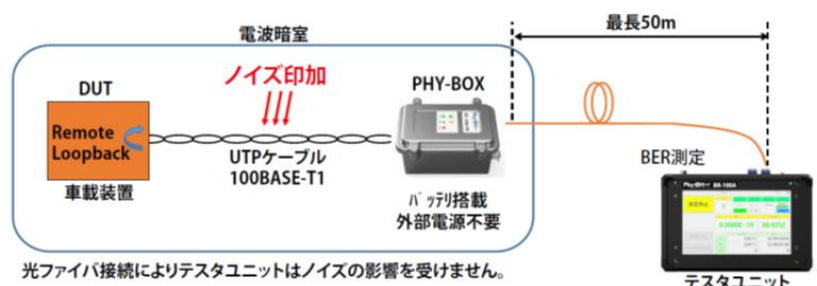 電波暗室
最長50m
DUT
ノイズ印加
PHY-BOX
Remote
Loopback
UTPケーブル
100BASE-T1
車載装置
バッテリ搭載
外部電源不要
BER測定
BR-100A
光ファイバ接続によりテスタユニットはノイズの影響を受けません。
テスタユニット